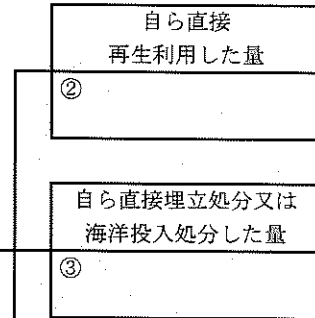 自ら直接
再生利用した量
②
自ら直接埋立処分又は
海洋投入処分した量
③